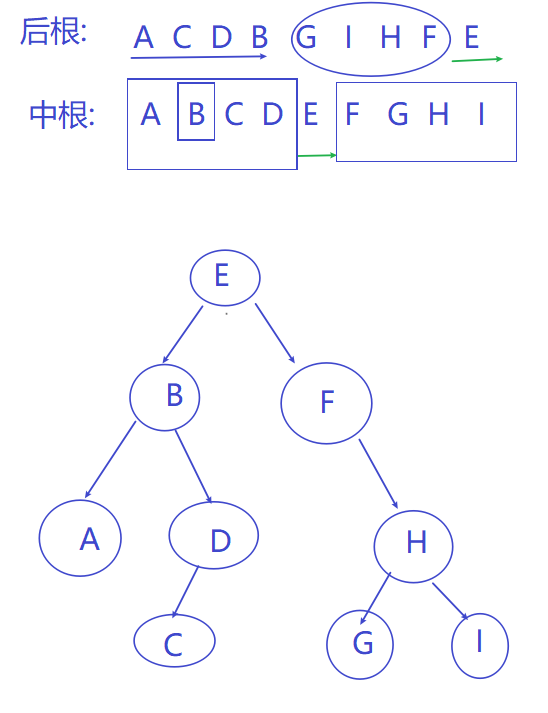 后根: A C D B G I H F E
中根: A B C D E F G H I
E
B F
A D H
C G I